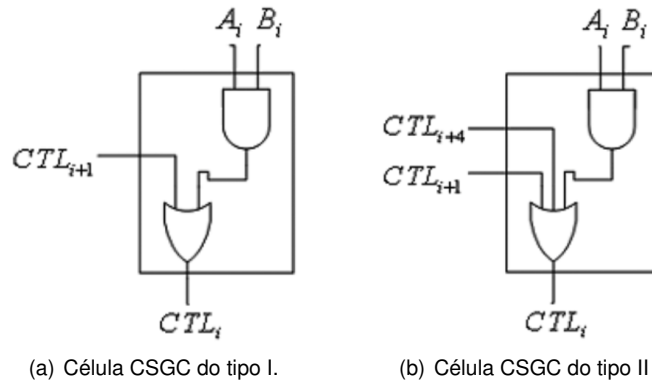 A_i B_i
A_i B_i
CTL_{i+4}
CTL_{i+1}
CTL_{i+1}
CTL_i
CTL_i
(a) Célula CSGC do tipo I.
(b) Célula CSGC do tipo II